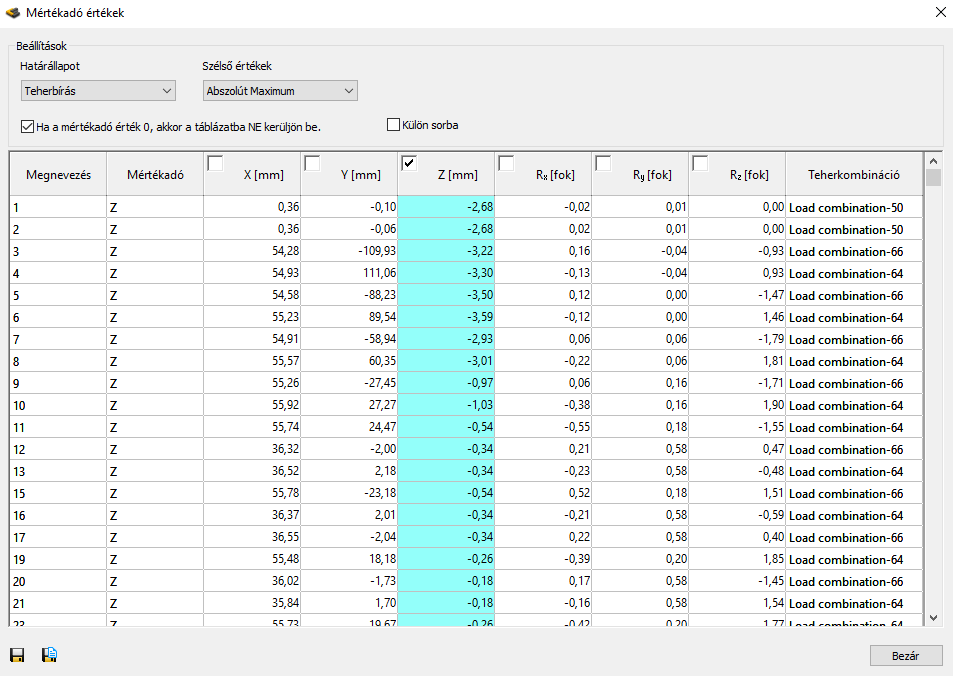 Mértékadó értékek
Beállítások
Határállapot Szélső értékek
Teherbírás Abszolút Maximum
Ha a mértékadó érték 0, akkor a táblázatba NE kerüljön be. Külön sorba
Megnevezés Mértékadó X [mm] Y [mm] Z [mm] Rx [fok] Ry [fok] Rz [fok] Teherkombináció
1 Z 0,36 -0,10 -2,68 -0,02 0,01 0,00 Load combination-50
2 Z 0,36 -0,06 -2,68 0,02 0,01 0,00 Load combination-50
3 Z 54,28 -109,93 -3,22 0,16 -0,04 -0,93 Load combination-66
4 Z 54,93 111,06 -3,30 -0,13 -0,04 0,93 Load combination-64
5 Z 54,58 -88,23 -3,50 0,12 0,00 -1,47 Load combination-66
6 Z 55,23 89,54 -3,59 -0,12 0,00 1,46 Load combination-64
7 Z 54,91 -58,94 -2,93 0,06 0,06 -1,79 Load combination-66
8 Z 55,57 60,35 -3,01 -0,22 0,06 1,81 Load combination-64
9 Z 55,26 -27,45 -0,97 0,06 0,16 -1,71 Load combination-66
10 Z 55,92 27,27 -1,03 -0,38 0,16 1,90 Load combination-64
11 Z 55,74 24,47 -0,54 -0,55 0,18 -1,55 Load combination-64
12 Z 36,32 -2,00 -0,34 0,21 0,58 0,47 Load combination-66
13 Z 36,52 2,18 -0,34 -0,23 0,58 -0,48 Load combination-64
15 Z 55,78 -23,18 -0,54 0,52 0,18 1,51 Load combination-66
16 Z 36,37 2,01 -0,34 -0,21 0,58 -0,59 Load combination-64
17 Z 36,55 -2,04 -0,34 0,22 0,58 0,40 Load combination-66
19 Z 55,48 18,18 -0,26 -0,39 0,20 1,85 Load combination-64
20 Z 36,02 -1,73 -0,18 0,17 0,58 -1,45 Load combination-66
21 Z 35,84 1,70 -0,18 -0,16 0,58 1,54 Load combination-64
23 Z 55,73 19,67 -0,26 -0,42 0,20 1,77 Load combination-64
Bezár